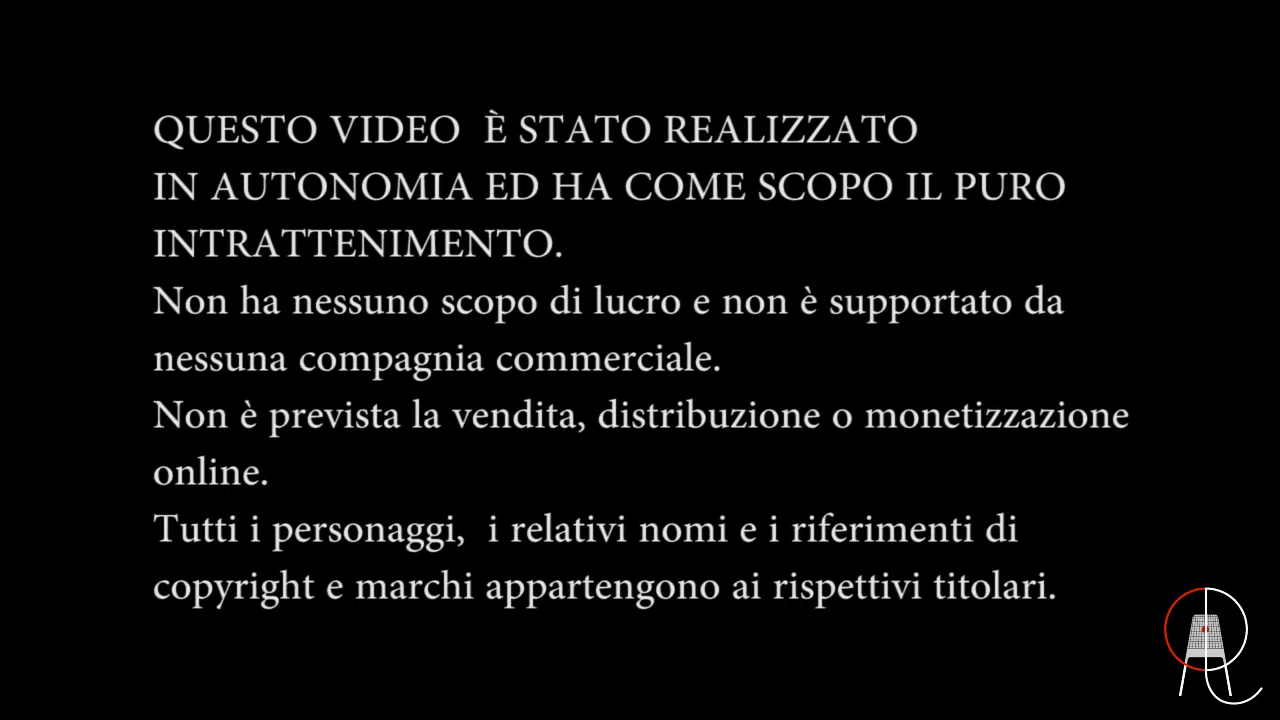 QUESTO VIDEO È STATO REALIZZATO
IN AUTONOMIA ED HA COME SCOPO IL PURO
INTRATTENIMENTO.
Non ha nessuno scopo di lucro e non è supportato da
nessuna compagnia commerciale.
Non è prevista la vendita, distribuzione o monetizzazione
online.
Tutti i personaggi, i relativi nomi e i riferimenti di
copyright e marchi appartengono ai rispettivi titolari.